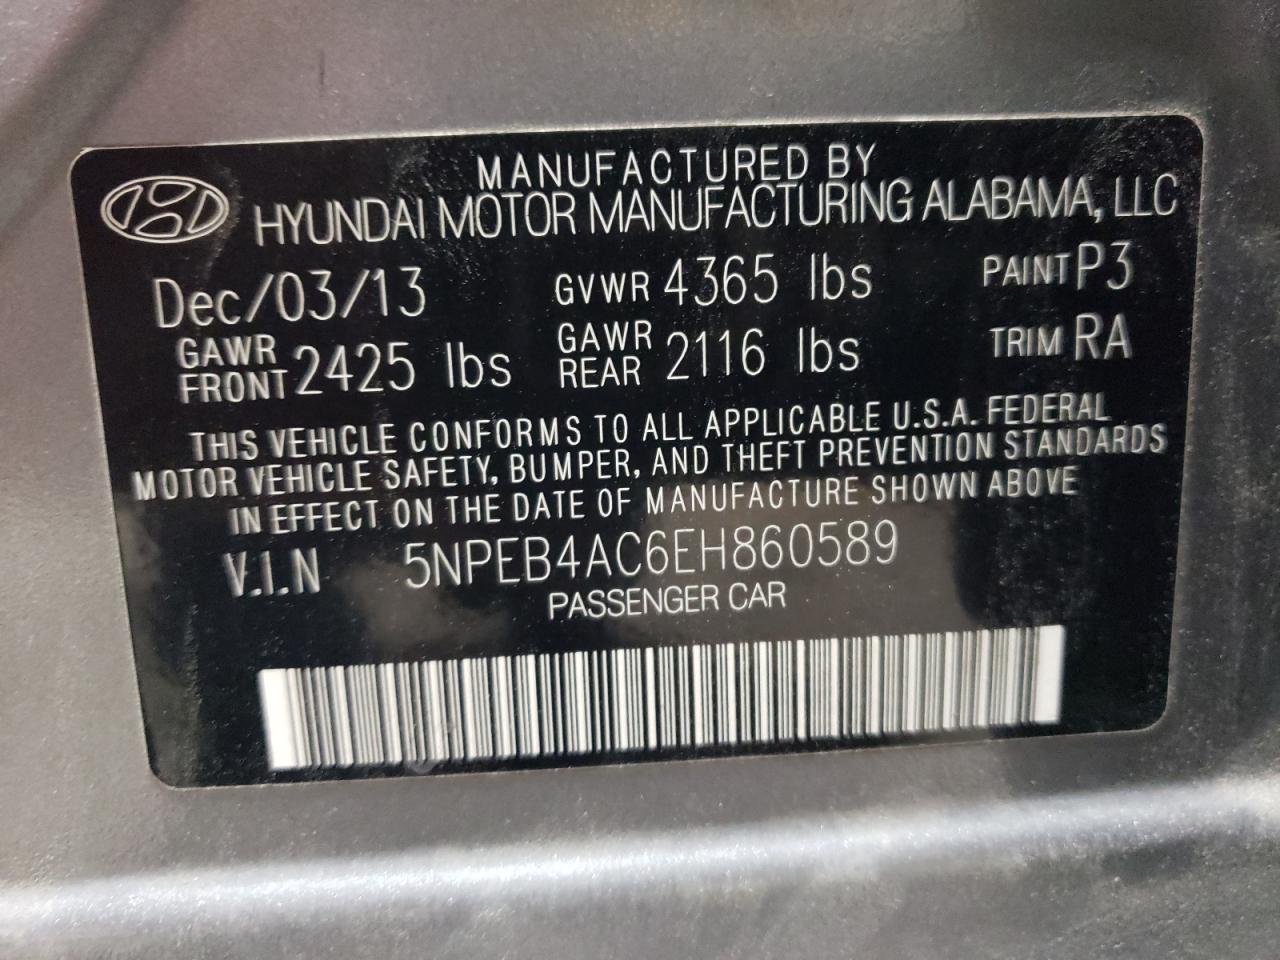 MANUFACTURED BY
HYUNDAI MOTOR MANUFACTURING ALABAMA, LLC
Dec/03/13 GVWR 4365 lbs PAINT P3
GAWR FRONT 2425 lbs GAWR REAR 2116 lbs TRIM RA
THIS VEHICLE CONFORMS TO ALL APPLICABLE U.S.A. FEDERAL
MOTOR VEHICLE SAFETY, BUMPER, AND THEFT PREVENTION STANDARDS
IN EFFECT ON THE DATE OF MANUFACTURE SHOWN ABOVE
V.I.N 5NPEB4AC6EH860589
PASSENGER CAR